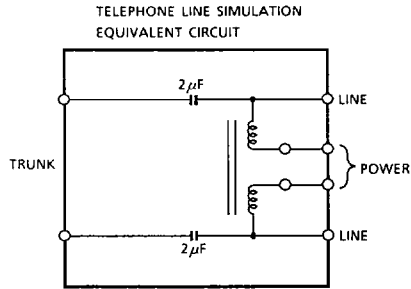 TELEPHONE LINE SIMULATION
EQUIVALENT CIRCUIT
2μF
LINE
TRUNK
POWER
2μF
LINE